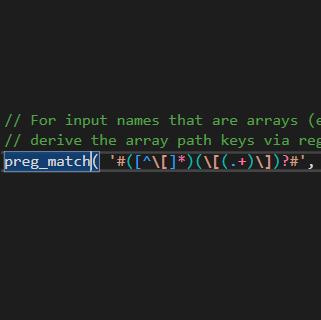 // For input names that are arrays (e
// derive the array path keys via reg
preg_match( '#([^\[]*)(\[(.+)\])?#',